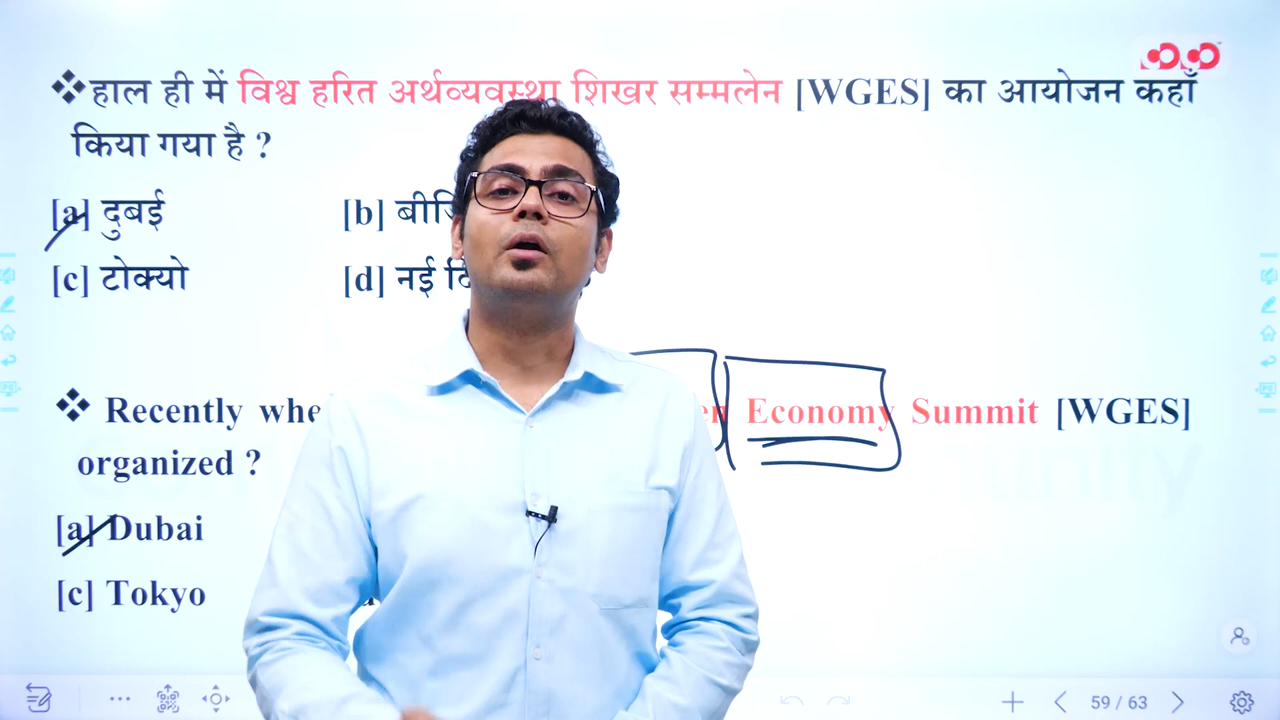 ❖हाल ही में विश्व हरित अर्थव्यवस्था शिखर सम्मलेन [WGES] का आयोजन कहाँ
किया गया है ?
[a] दुबई [b]
[c] टोक्यो [d] नई
❖ Recently Economy Summit [WGES]
organized ?
[a] Dubai
[c] Tokyo
59 / 63